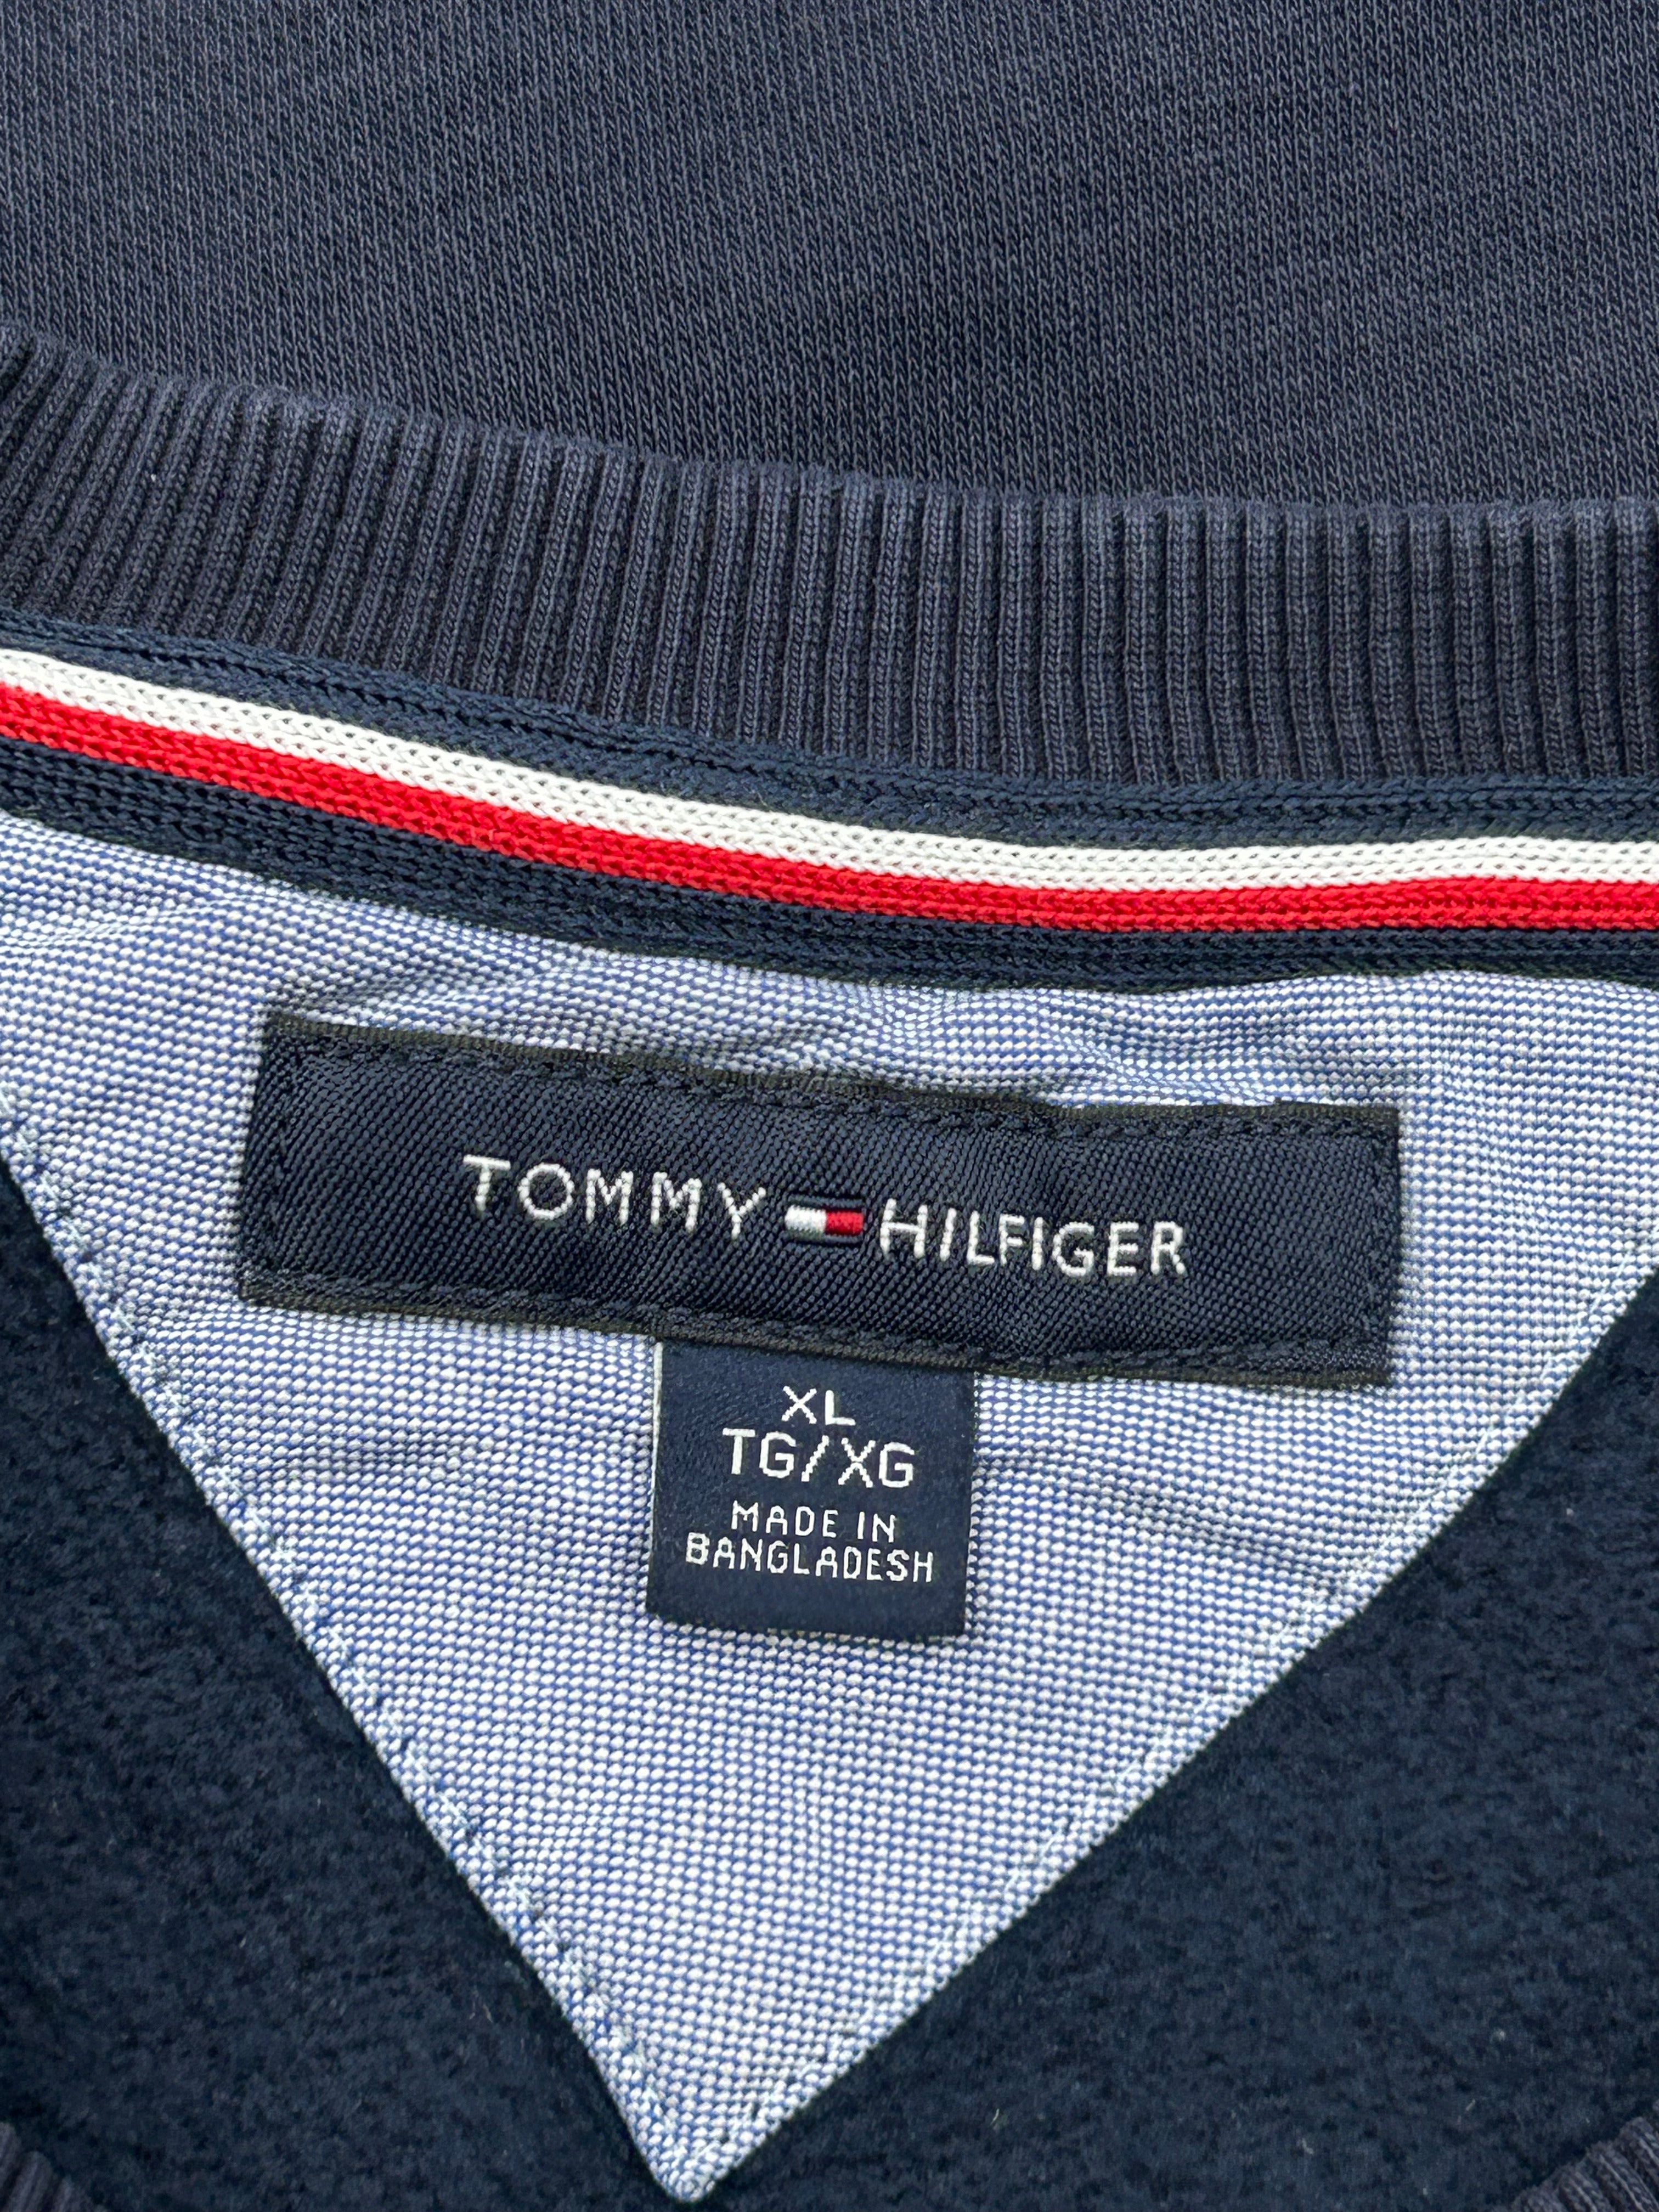 TOMMY HILFIGER
XL
TG/XG
MADE IN
BANGLADESH